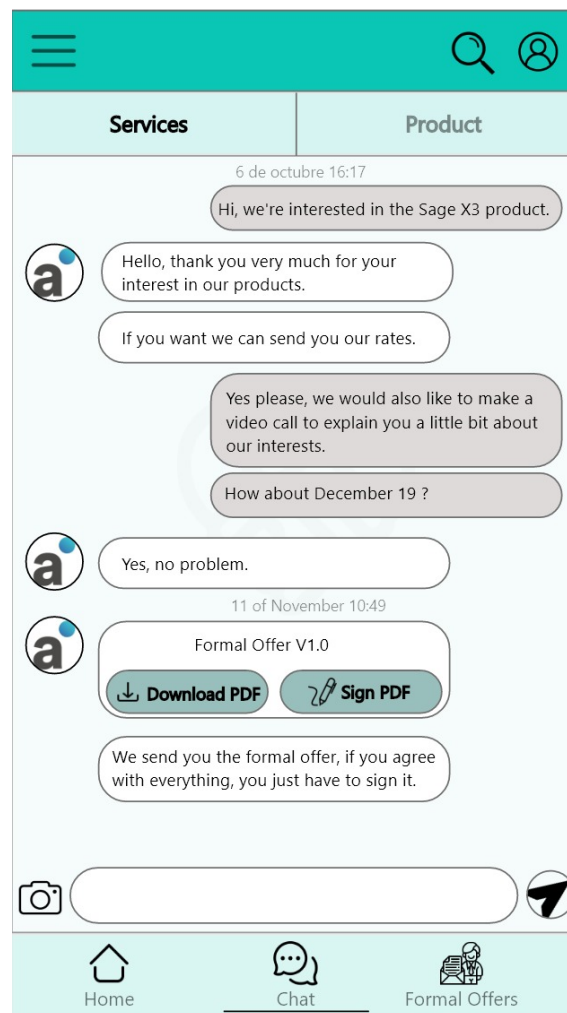 Services
Product
6 de octubre 16:17
Hi, we're interested in the Sage X3 product.
Hello, thank you very much for your
interest in our products.
If you want we can send you our rates.
Yes please, we would also like to make a
video call to explain you a little bit about
our interests.
How about December 19 ?
Yes, no problem.
11 of November 10:49
Formal Offer V1.0
Download PDF
Sign PDF
We send you the formal offer, if you agree
with everything, you just have to sign it.
Home
Chat
Formal Offers